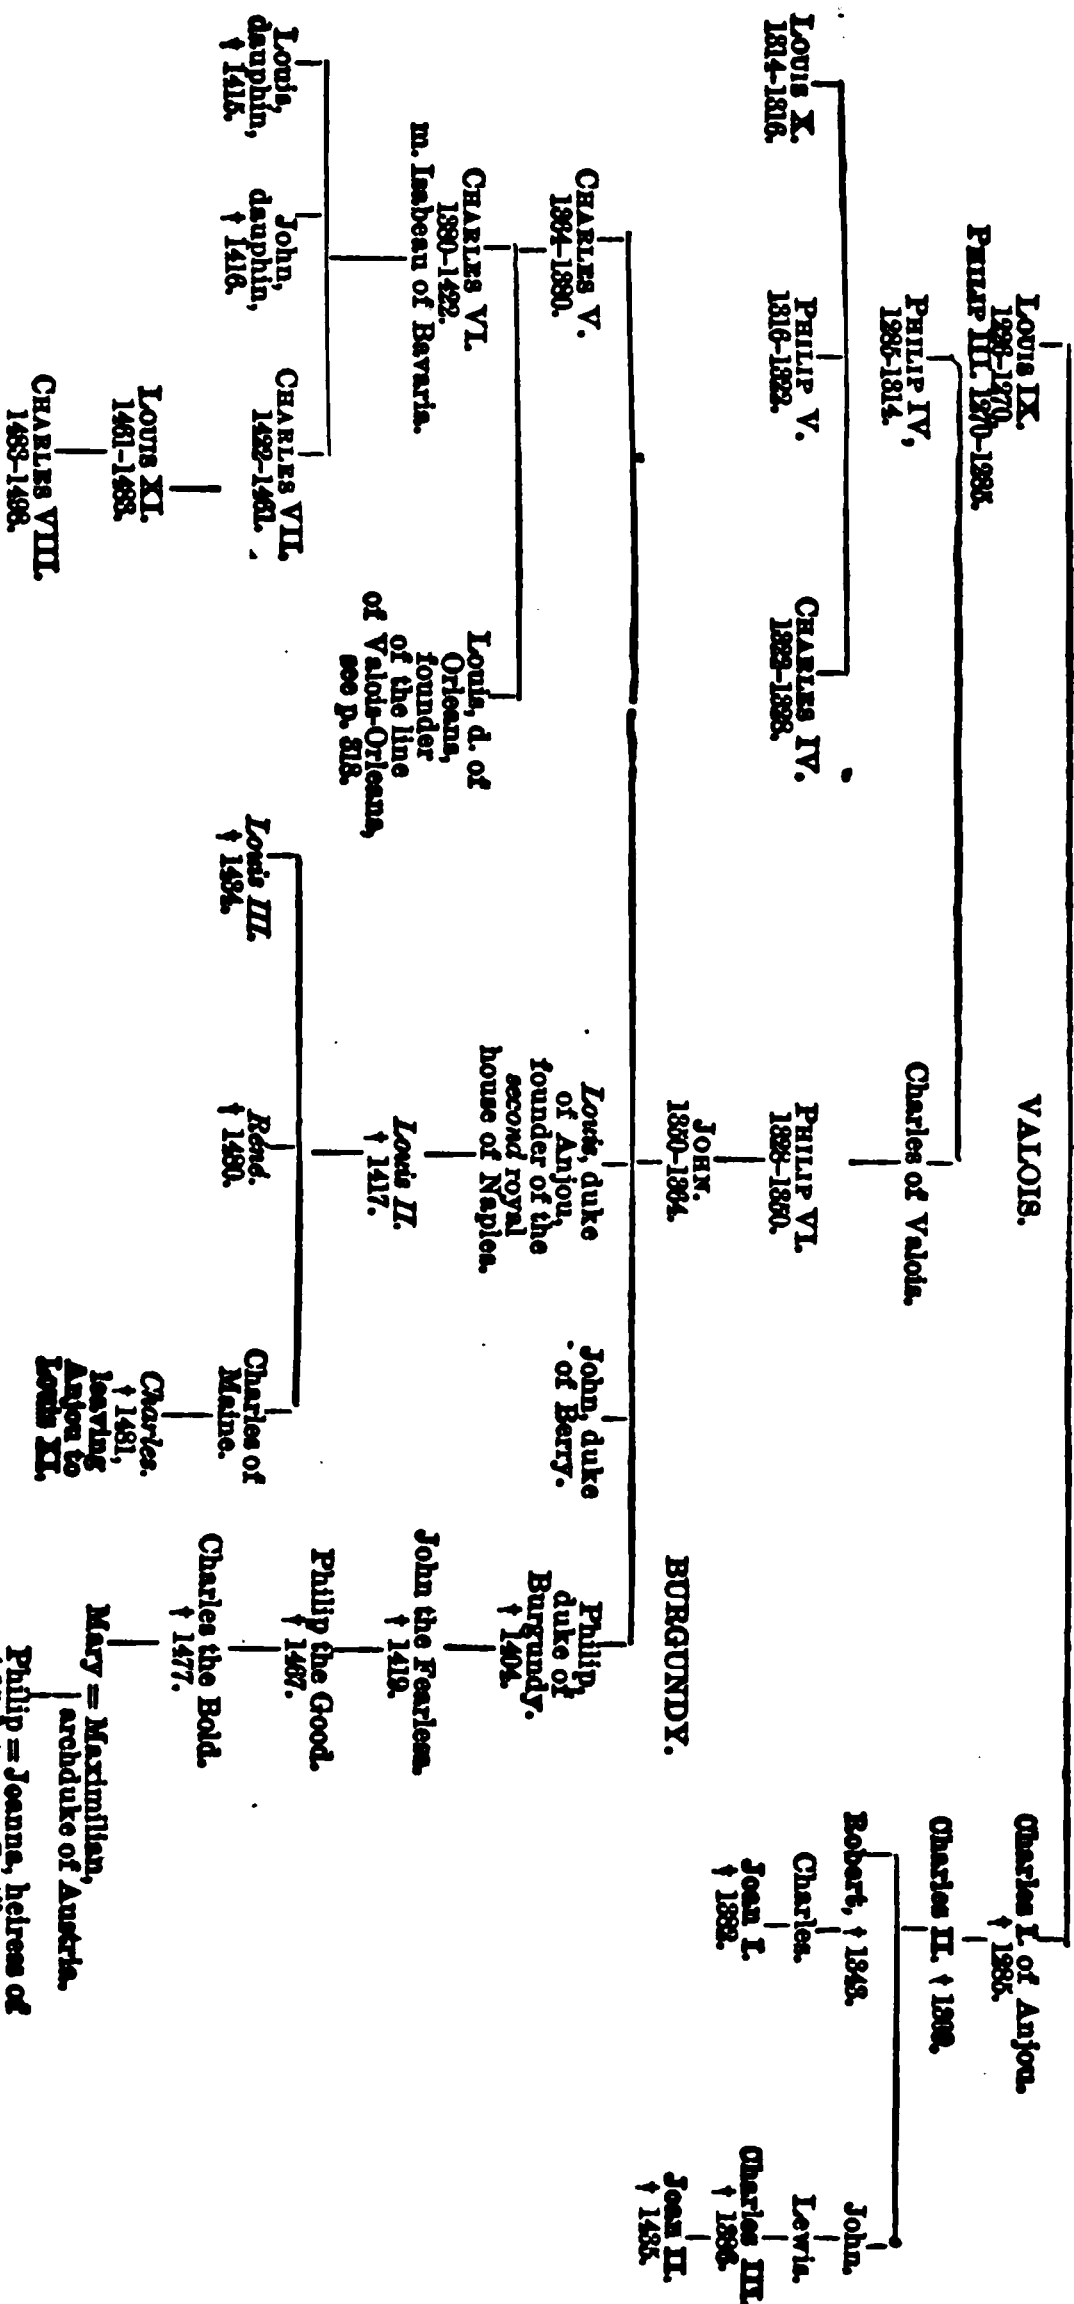 VALOIS.
LOUIS IX.
1226-1270.
Charles I. of Anjou.
† 1285.
PHILIP III. 1270-1285.
PHILIP IV,
1285-1314.
Charles of Valois.
Charles II. †
LOUIS X.
1314-1316.
PHILIP V.
1316-1322.
CHARLES IV.
1322-1328.
PHILIP VI.
1328-1350.
Robert, † 1343.
John.
Charles.
Lewis.
JOHN.
1350-1364.
Joan I.
† 1382.
Charles III.
† 1386.
BURGUNDY.
Joan II.
† 1435.
CHARLES V.
1364-1380.
Louis, duke
of Anjou,
founder of the
second royal
house of Naples.
John, duke
of Berry.
Philip,
duke of
Burgundy.
† 1404.
CHARLES VI.
1380-1422.
m. Isabeau of Bavaria.
Louis, d. of
Orleans,
founder
of the line
of Valois-Orleans,
see p. 318.
Louis II.
† 1417.
John the Fearless.
† 1419.
Philip the Good.
† 1467.
Louis,
dauphin,
† 1415.
John,
dauphin,
† 1416.
CHARLES VII.
1422-1461.
Louis III.
† 1434.
René.
† 1480.
Charles of
Maine.
Charles the Bold.
† 1477.
LOUIS XI.
1461-1483.
Charles.
† 1481,
leaving
Anjou to
Louis XI.
Mary = Maximilian,
archduke of Austria.
CHARLES VIII.
1483-1498.
Philip = Joanna, heiress of